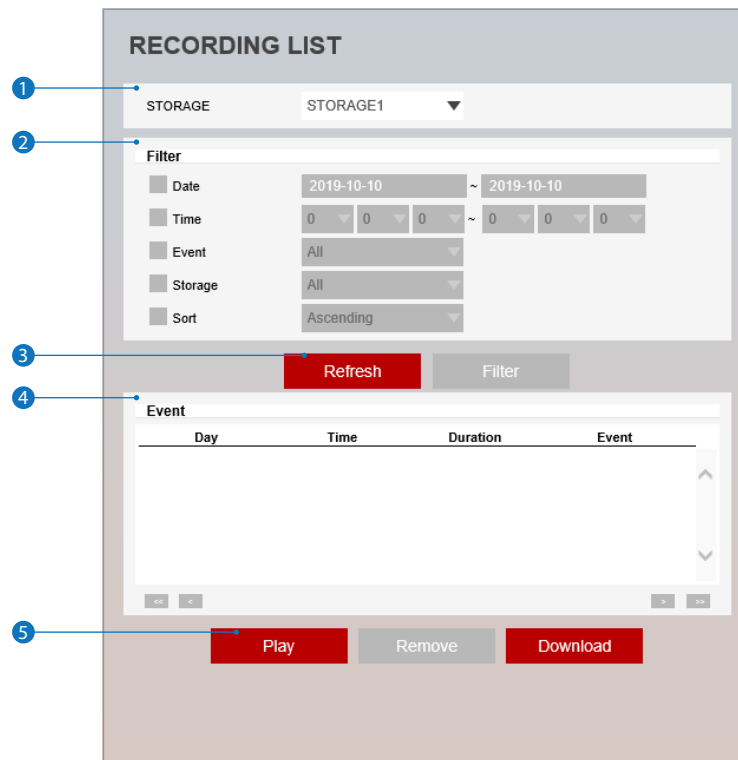 RECORDING LIST
1
STORAGE STORAGE1
2
Filter
Date 2019-10-10 ~ 2019-10-10
Time 0 0 0 ~ 0 0 0
Event All
Storage All
Sort Ascending
3
Refresh Filter
4
Event
Day Time Duration Event
<< < > >>
5
Play Remove Download